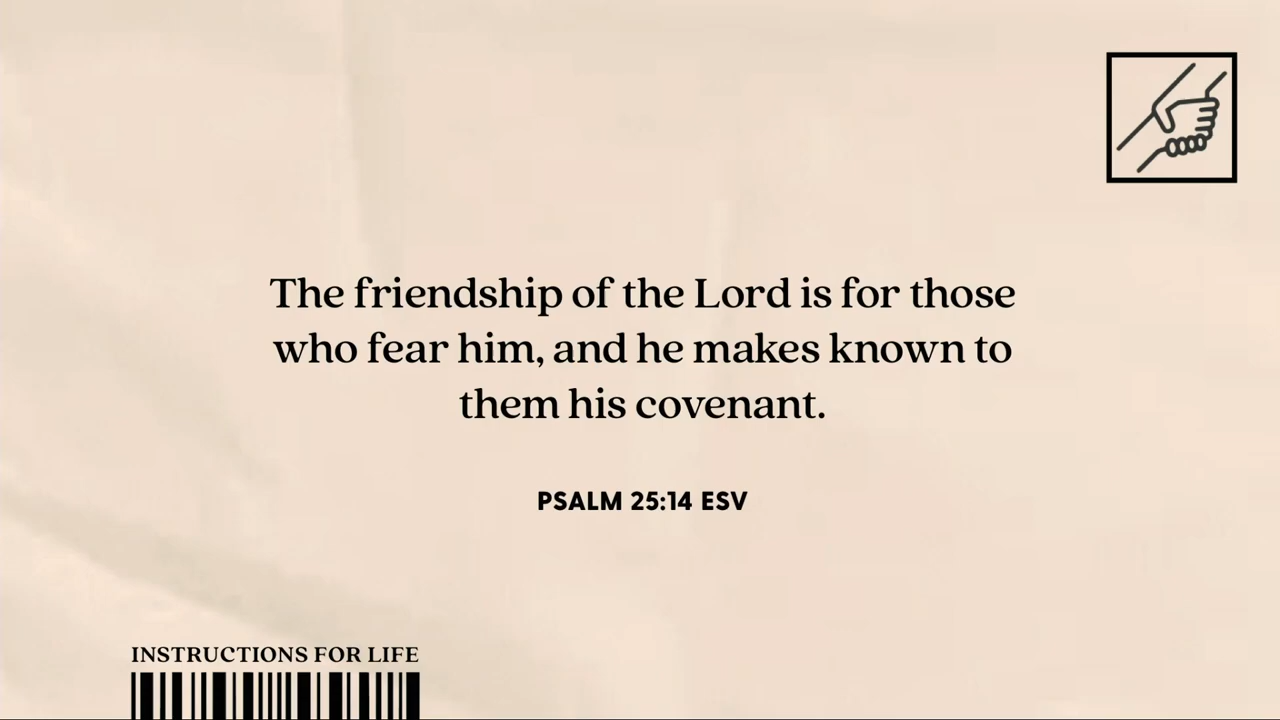 The friendship of the Lord is for those
who fear him, and he makes known to
them his covenant.
PSALM 25:14 ESV
INSTRUCTIONS FOR LIFE